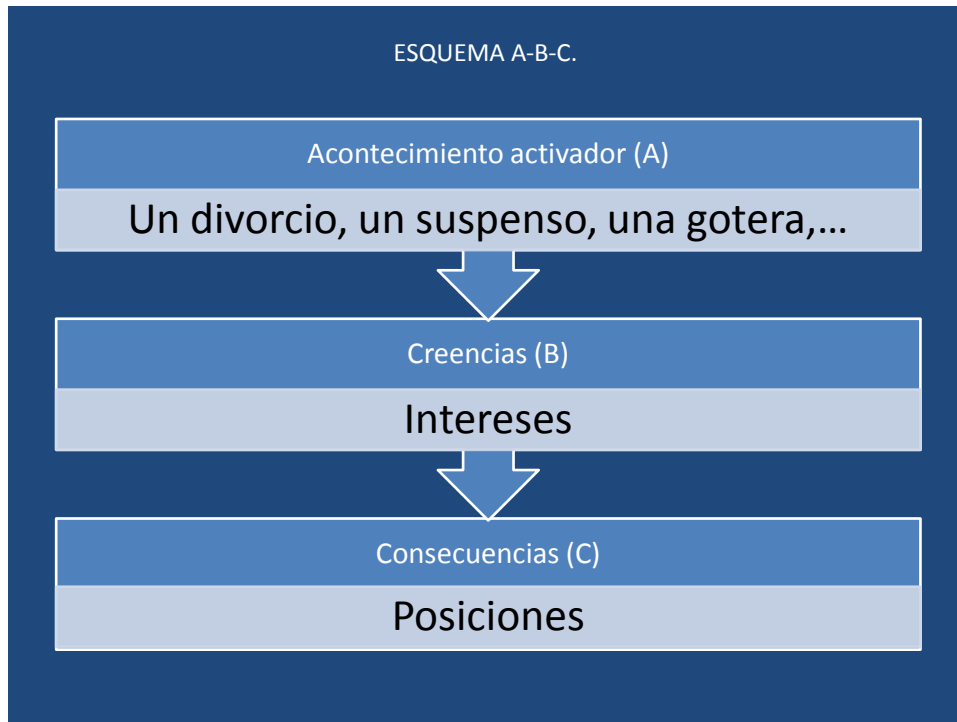 ESQUEMA A-B-C.
Acontecimiento activador (A)
Un divorcio, un suspenso, una gotera,...
Creencias (B)
Intereses
Consecuencias (C)
Posiciones